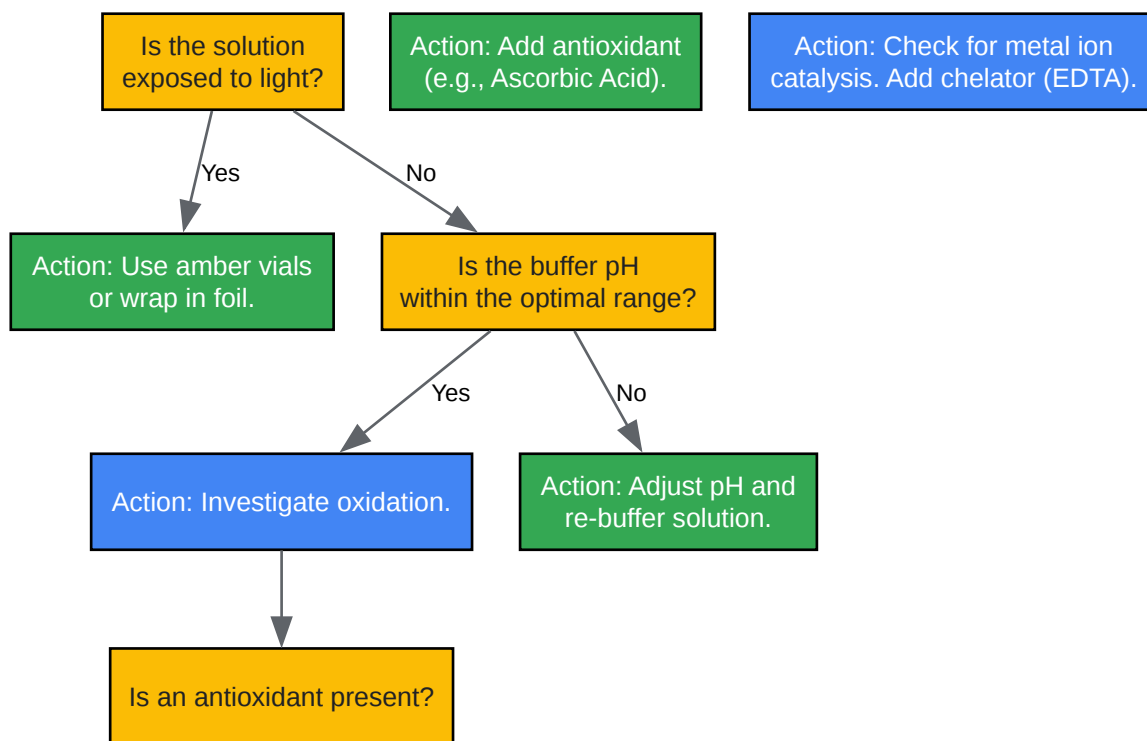 Is the solution
exposed to light?
Action: Add antioxidant
(e.g., Ascorbic Acid).
Action: Check for metal ion
catalysis. Add chelator (EDTA).
Yes
No
Action: Use amber vials
or wrap in foil.
Is the buffer pH
within the optimal range?
Yes
No
Action: Investigate oxidation.
Action: Adjust pH and
re-buffer solution.
Is an antioxidant present?